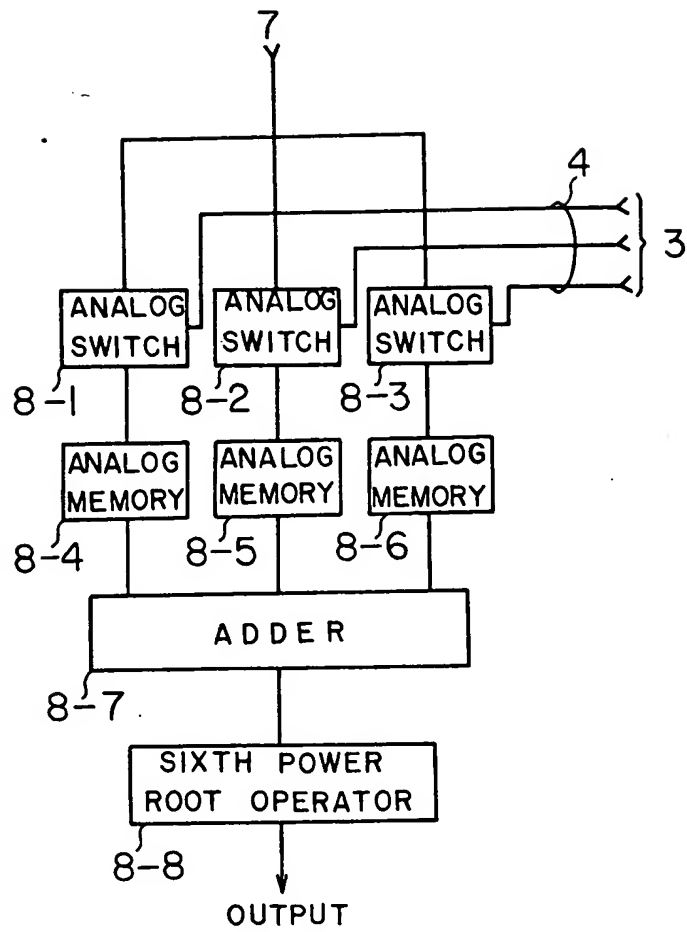 7
4
3
ANALOG
SWITCH
ANALOG
SWITCH
ANALOG
SWITCH
8-1
8-2
8-3
ANALOG
MEMORY
ANALOG
MEMORY
ANALOG
MEMORY
8-4
8-5
8-6
ADDER
8-7
SIXTH POWER
ROOT OPERATOR
8-8
OUTPUT